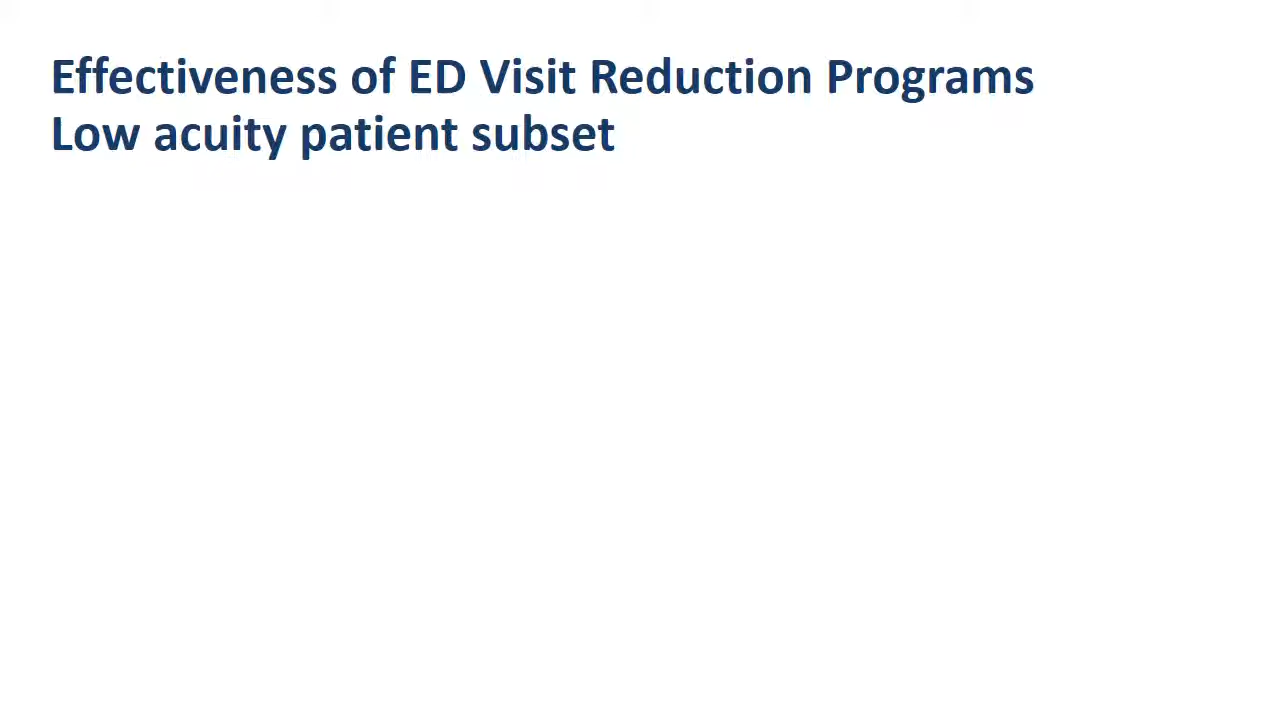 Effectiveness of ED Visit Reduction Programs
Low acuity patient subset